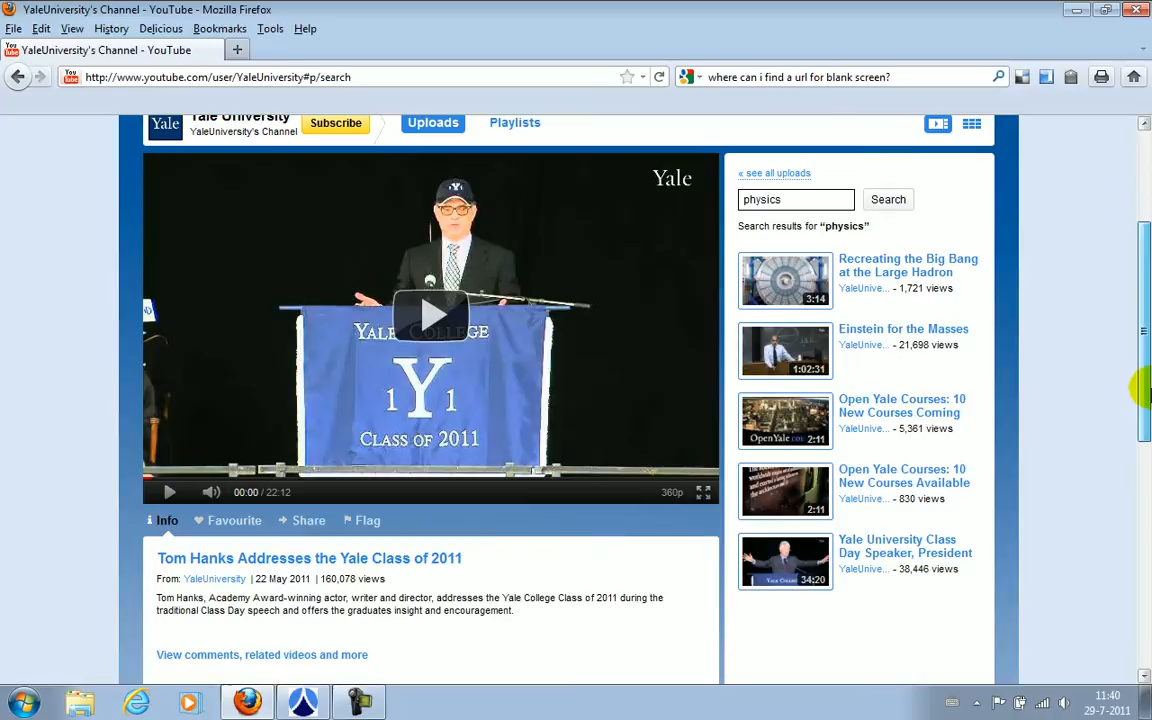 YaleUniversity's Channel - YouTube - Mozilla Firefox
File Edit View History Delicious Bookmarks Tools Help
YaleUniversity's Channel - YouTube
http://www.youtube.com/user/YaleUniversity#p/search
where can i find a url for blank screen?
Yale
Yale University
YaleUniversity's Channel
Subscribe
Uploads
Playlists
Yale
YALE COLLEGE
Y
1 1
CLASS OF 2011
00:00 / 22:12
360p
Info Favourite Share Flag
Tom Hanks Addresses the Yale Class of 2011
From: YaleUniversity | 22 May 2011 | 160,078 views
Tom Hanks, Academy Award-winning actor, writer and director, addresses the Yale College Class of 2011 during the
traditional Class Day speech and offers the graduates insight and encouragement.
View comments, related videos and more
« see all uploads
physics
Search
Search results for “physics”
3:14
Recreating the Big Bang
at the Large Hadron
YaleUnive... - 1,721 views
1:02:31
Einstein for the Masses
YaleUnive... - 21,698 views
OpenYale
2:11
Open Yale Courses: 10
New Courses Coming
YaleUnive... - 5,361 views
2:11
Open Yale Courses: 10
New Courses Available
YaleUnive... - 830 views
34:20
Yale University Class
Day Speaker, President
YaleUnive... - 38,446 views
11:40
29-7-2011